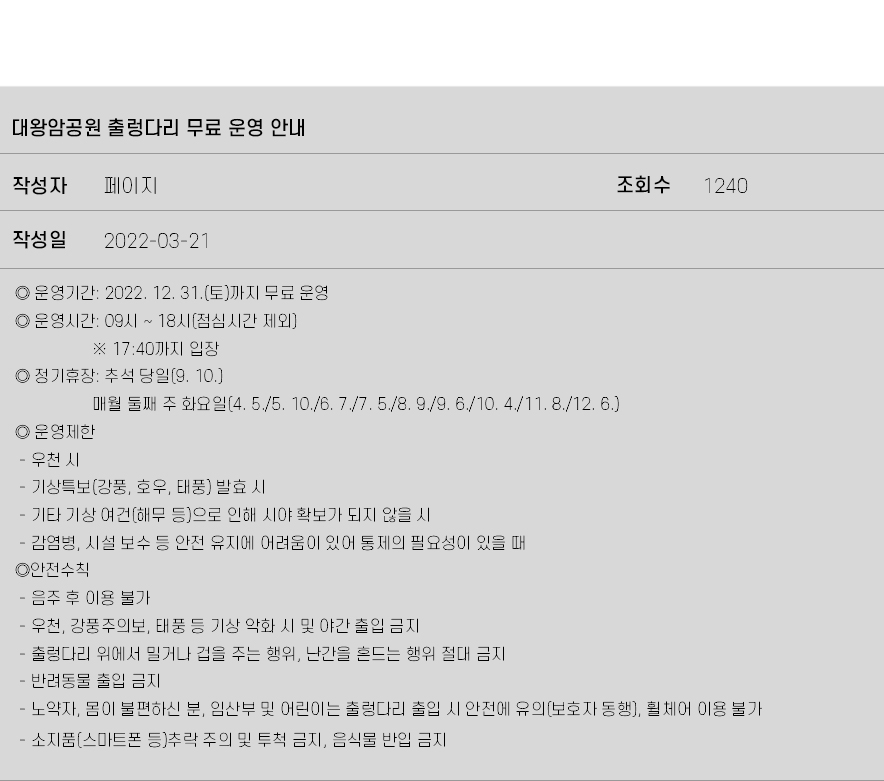 대왕암공원 출렁다리 무료 운영 안내
작성자 페이지 조회수 1240
작성일 2022-03-21
◎ 운영기간: 2022. 12. 31.(토)까지 무료 운영
◎ 운영시간: 09시 ~ 18시(점심시간 제외)
※ 17:40까지 입장
◎ 정기휴장: 추석 당일(9. 10.)
매월 둘째 주 화요일(4. 5./5. 10./6. 7./7. 5./8. 9./9. 6./10. 4./11. 8./12. 6.)
◎ 운영제한
- 우천 시
- 기상특보(강풍, 호우, 태풍) 발효 시
- 기타 기상 여건(해무 등)으로 인해 시야 확보가 되지 않을 시
- 감염병, 시설 보수 등 안전 유지에 어려움이 있어 통제의 필요성이 있을 때
◎안전수칙
- 음주 후 이용 불가
- 우천, 강풍주의보, 태풍 등 기상 악화 시 및 야간 출입 금지
- 출렁다리 위에서 밀거나 겁을 주는 행위, 난간을 흔드는 행위 절대 금지
- 반려동물 출입 금지
- 노약자, 몸이 불편하신 분, 임산부 및 어린이는 출렁다리 출입 시 안전에 유의(보호자 동행), 휠체어 이용 불가
- 소지품(스마트폰 등)추락 주의 및 투척 금지, 음식물 반입 금지